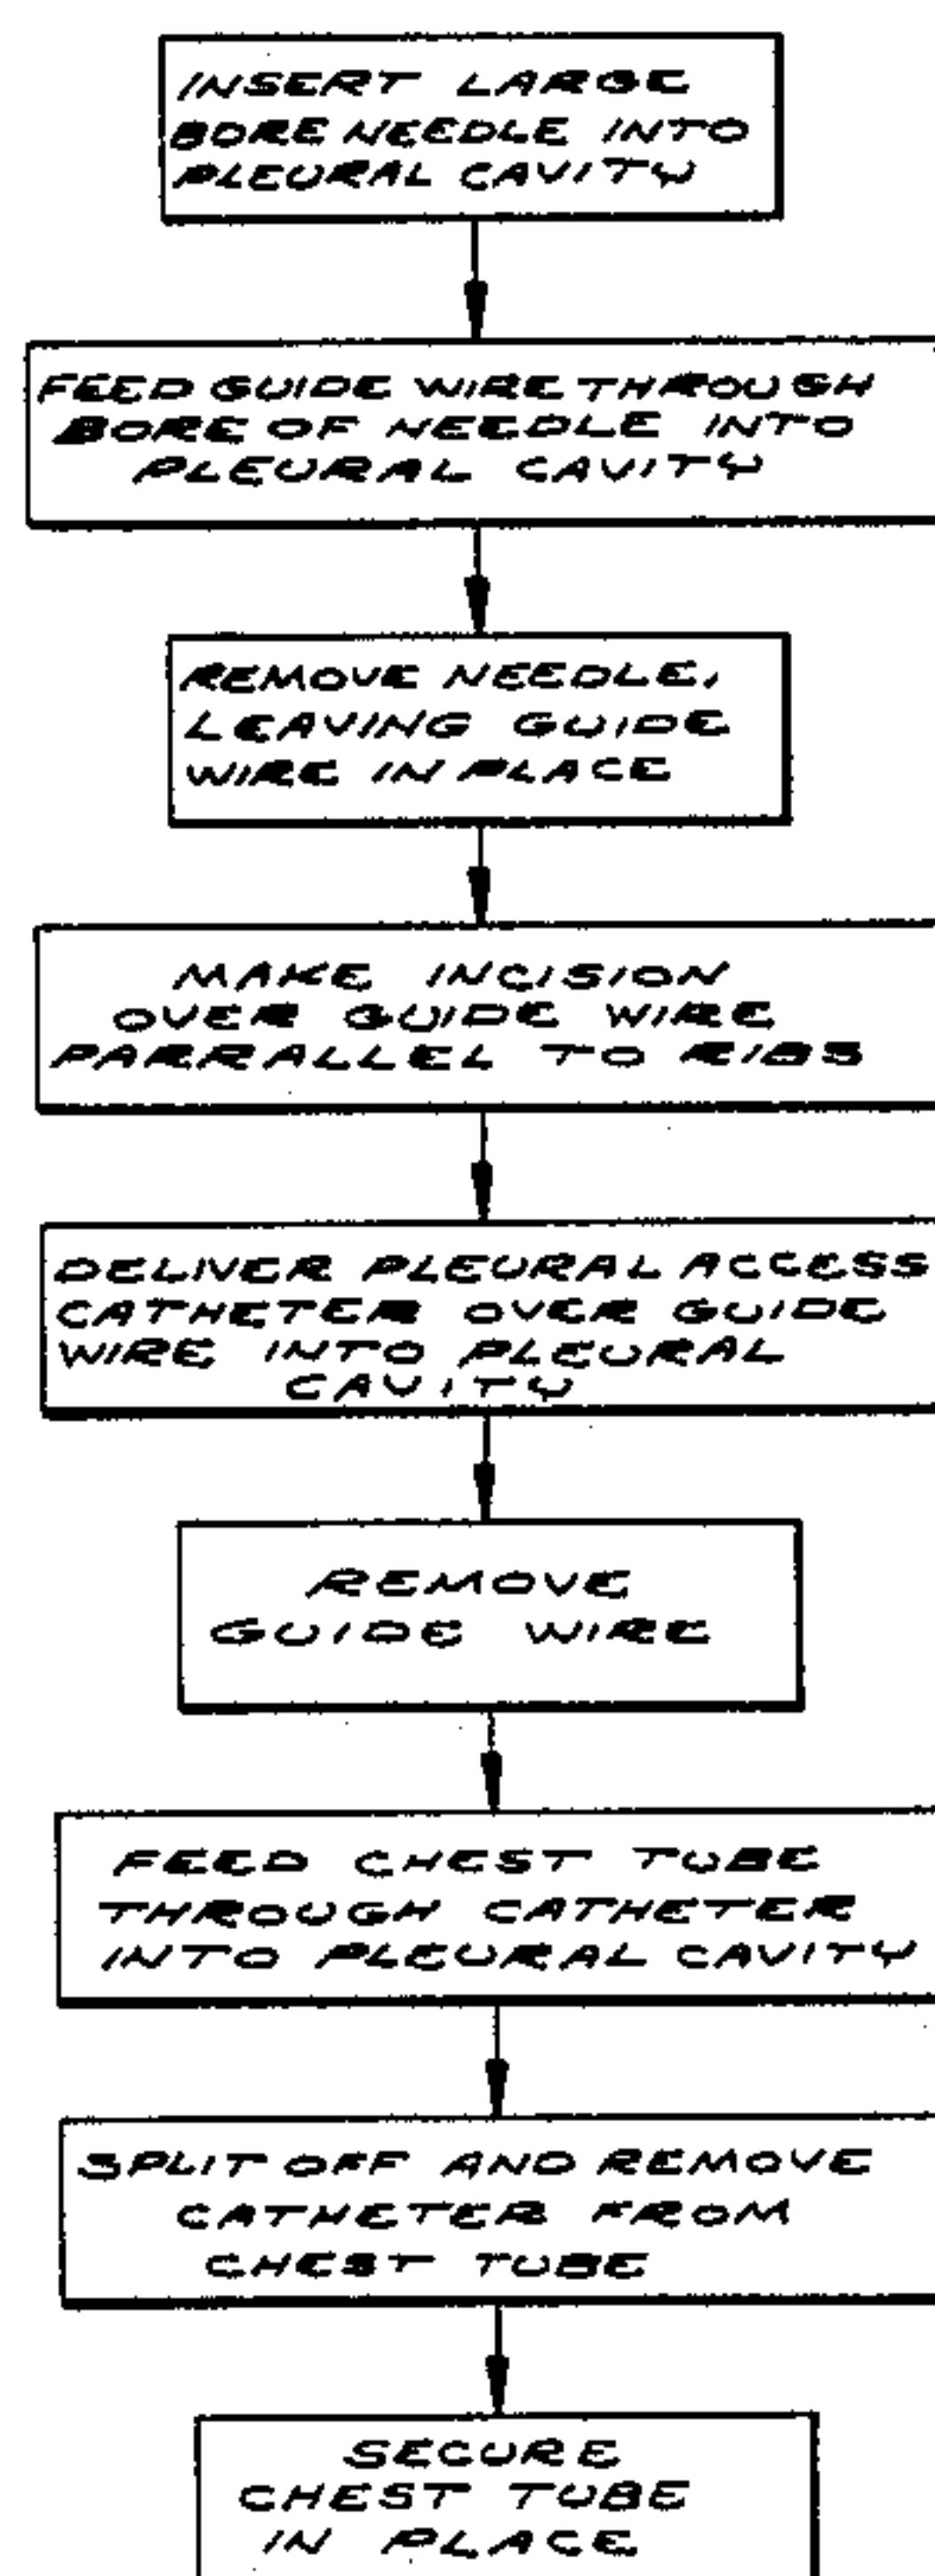 INSERT LARGE
BORE NEEDLE INTO
PLEURAL CAVITY
FEED GUIDE WIRE THROUGH
BORE OF NEEDLE INTO
PLEURAL CAVITY
REMOVE NEEDLE,
LEAVING GUIDE
WIRE IN PLACE
MAKE INCISION
OVER GUIDE WIRE
PARRALLEL TO RIBS
DELIVER PLEURAL ACCESS
CATHETER OVER GUIDE
WIRE INTO PLEURAL
CAVITY
REMOVE
GUIDE WIRE
FEED CHEST TUBE
THROUGH CATHETER
INTO PLEURAL CAVITY
SPLIT OFF AND REMOVE
CATHETER FROM
CHEST TUBE
SECURE
CHEST TUBE
IN PLACE